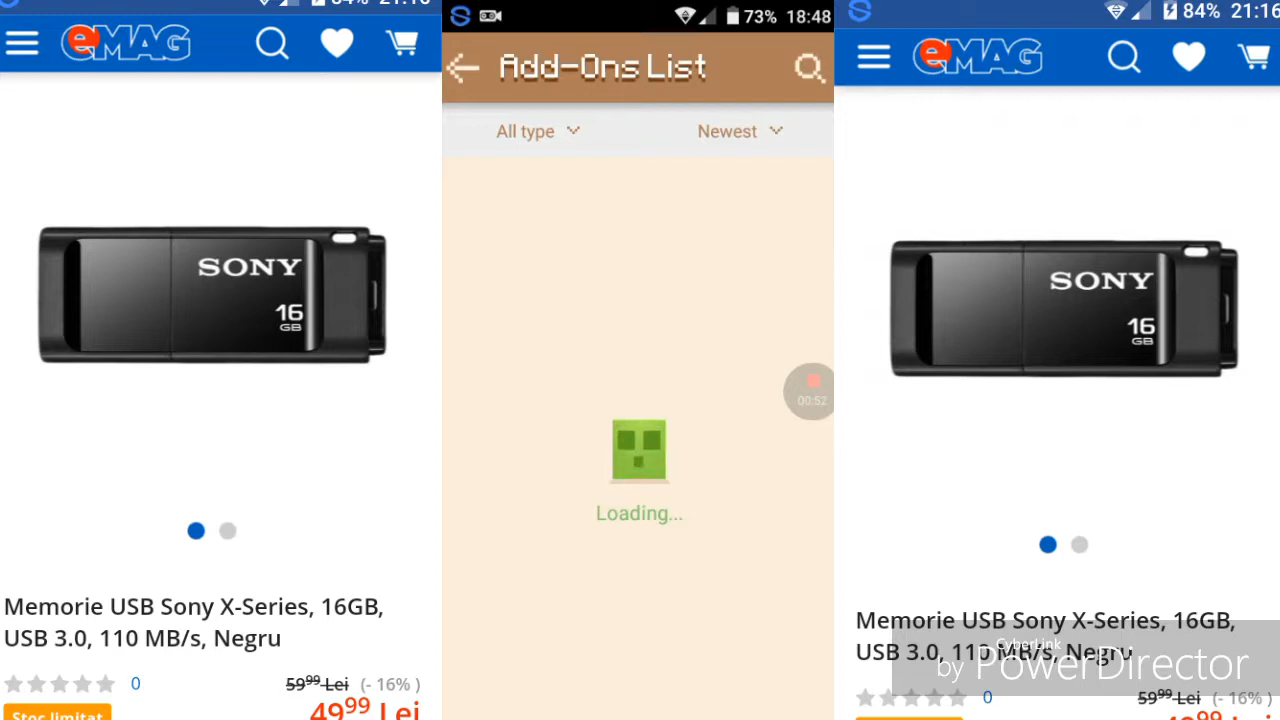 84% 21:16
eMAG
SONY
16
GB
Memorie USB Sony X-Series, 16GB,
USB 3.0, 110 MB/s, Negru
0
59⁹⁹ Lei (- 16% )
Stoc limitat
49⁹⁹ Lei
73% 18:48
Add-Ons List
All type
Newest
00:52
Loading...
84% 21:16
eMAG
SONY
16
GB
Memorie USB Sony X-Series, 16GB,
USB 3.0, 110 MB/s, Negru
0
59⁹⁹ Lei (- 16% )
49⁹⁹ Lei
CyberLink
by PowerDirector